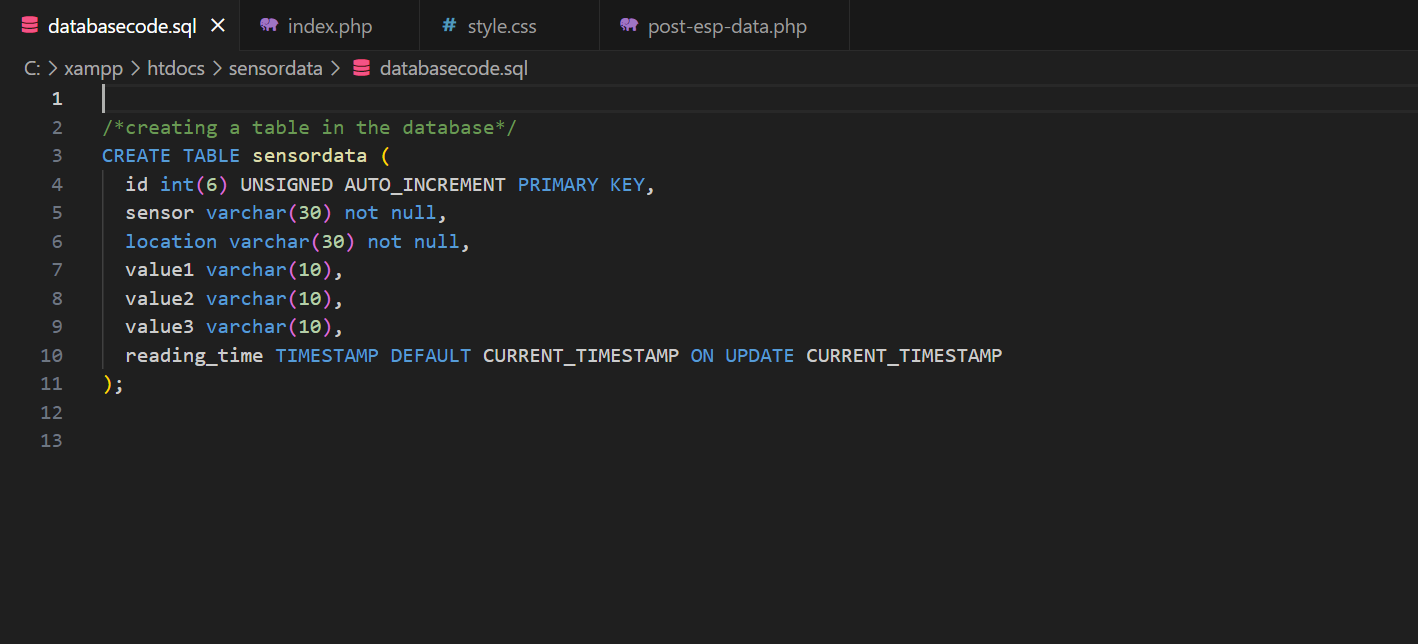 databasecode.sql index.php # style.css post-esp-data.php
C: > xampp > htdocs > sensordata > databasecode.sql
1
2 /*creating a table in the database*/
3 CREATE TABLE sensordata (
4 id int(6) UNSIGNED AUTO_INCREMENT PRIMARY KEY,
5 sensor varchar(30) not null,
6 location varchar(30) not null,
7 value1 varchar(10),
8 value2 varchar(10),
9 value3 varchar(10),
10 reading_time TIMESTAMP DEFAULT CURRENT_TIMESTAMP ON UPDATE CURRENT_TIMESTAMP
11 );
12
13